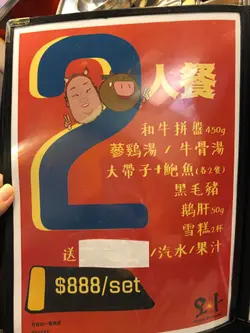 2人餐
和牛拼盤450g
蔘鷄湯 / 牛骨湯
大帶子+鮑魚(各2隻)
黑毛豬
鵝肝50g
雪糕2杯
送 /汽水/果汁
$888/set